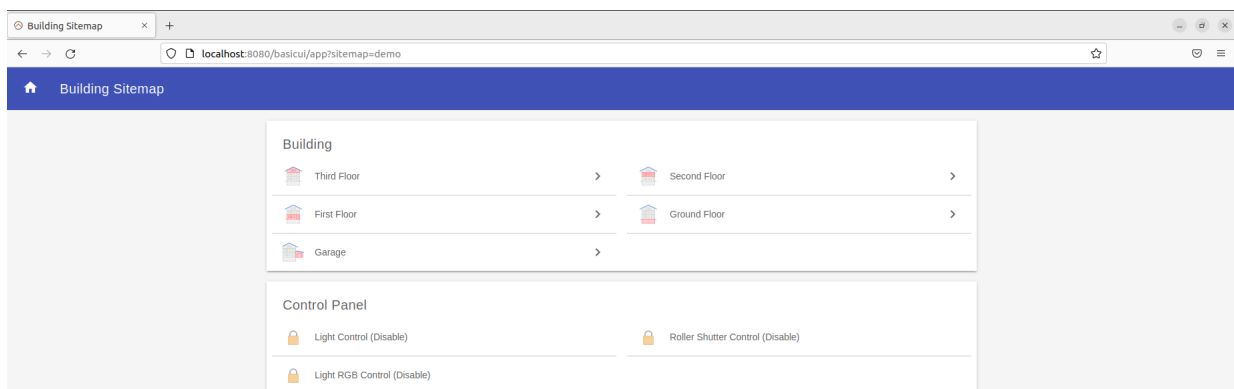 Building Sitemap
localhost:8080/basicui/app?sitemap=demo
Building Sitemap
Building
Third Floor
Second Floor
First Floor
Ground Floor
Garage
Control Panel
Light Control (Disable)
Roller Shutter Control (Disable)
Light RGB Control (Disable)